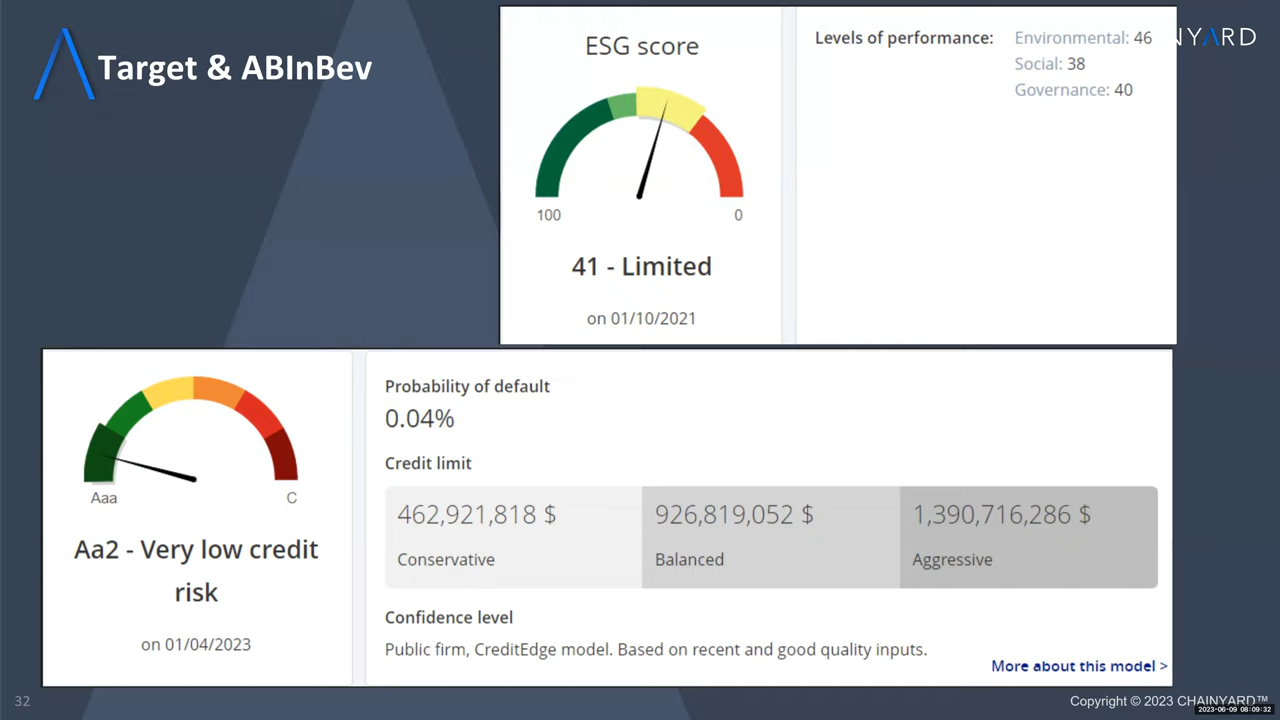 Target & ABInBev
ESG score
100
0
41 - Limited
on 01/10/2021
Levels of performance:
Environmental: 46
Social: 38
Governance: 40
NYARD
Aaa
C
Aa2 - Very low credit
risk
on 01/04/2023
Probability of default
0.04%
Credit limit
462,921,818 $
926,819,052 $
1,390,716,286 $
Conservative
Balanced
Aggressive
Confidence level
Public firm, CreditEdge model. Based on recent and good quality inputs.
More about this model >
32
Copyright © 2023 CHAINYARD™
2023-06-09 08:09:32